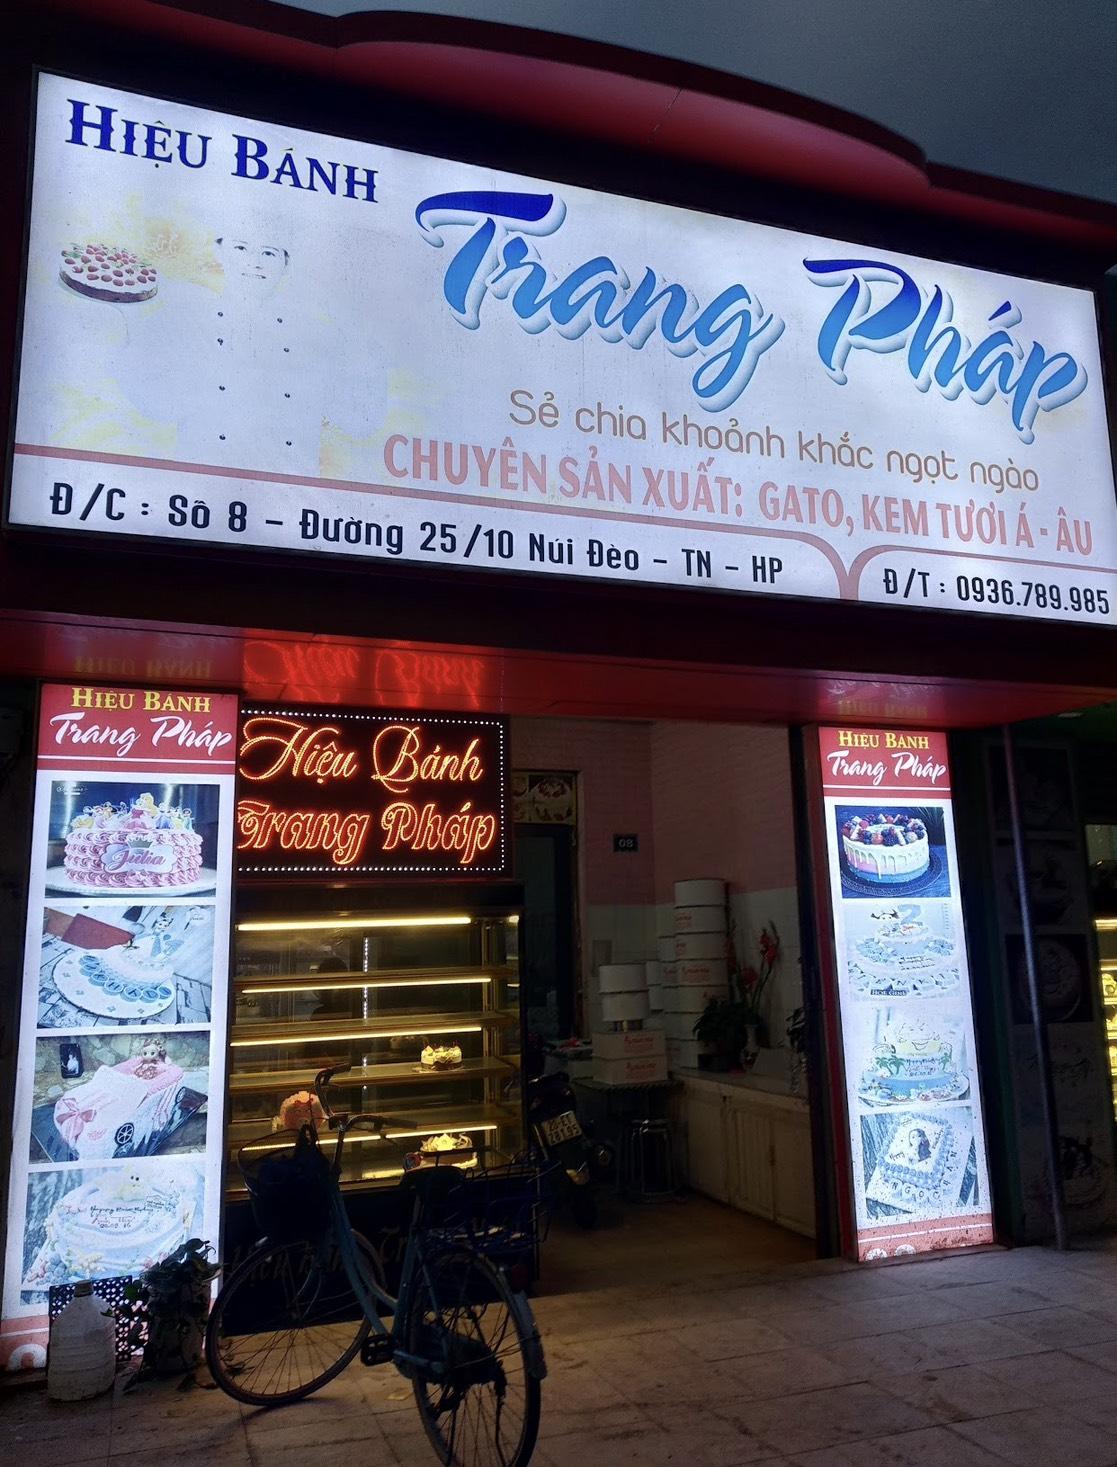 HIỆU BÁNH
Trang Pháp
Sẻ chia khoảnh khắc ngọt ngào
CHUYÊN SẢN XUẤT: GATO, KEM TƯƠI Á - ÂU
Đ/C : Số 8 - Đường 25/10 Núi Đèo - TN - HP
Đ/T : 0936.789.985
HIỆU BÁNH
Trang Pháp
Julia
Hiệu Bánh
Trang Pháp
08
HIỆU BÁNH
Trang Pháp
2